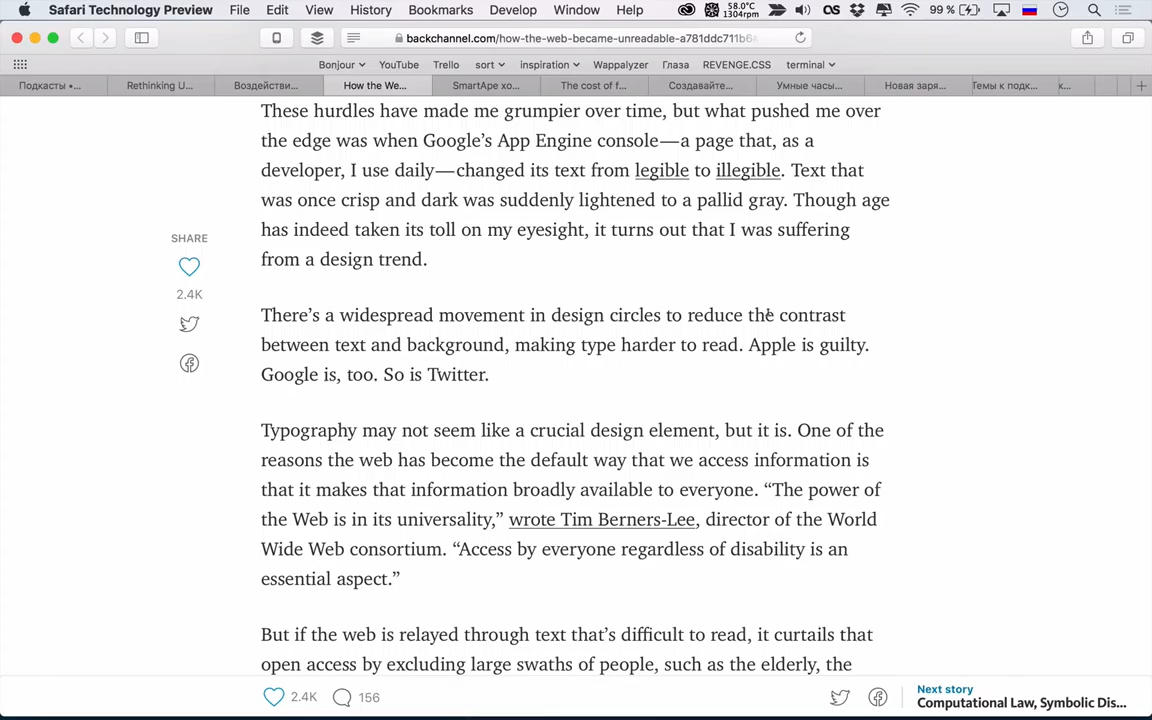 Safari Technology Preview File Edit View History Bookmarks Develop Window Help 58.0°C 1304rpm 99 %
backchannel.com/how-the-web-became-unreadable-a781ddc711b6
Bonjour YouTube Trello sort inspiration Wappalyzer Глаза REVENGE.CSS terminal
Подкасты •... Rethinking U... Воздействи... How the We... SmartApe хо... The cost of f... Создавайте... Умные часы... Новая заря... Темы к подк... к...
These hurdles have made me grumpier over time, but what pushed me over
the edge was when Google’s App Engine console—a page that, as a
developer, I use daily—changed its text from legible to illegible. Text that
was once crisp and dark was suddenly lightened to a pallid gray. Though age
has indeed taken its toll on my eyesight, it turns out that I was suffering
from a design trend.
SHARE
2.4K
There’s a widespread movement in design circles to reduce the contrast
between text and background, making type harder to read. Apple is guilty.
Google is, too. So is Twitter.
Typography may not seem like a crucial design element, but it is. One of the
reasons the web has become the default way that we access information is
that it makes that information broadly available to everyone. “The power of
the Web is in its universality,” wrote Tim Berners-Lee, director of the World
Wide Web consortium. “Access by everyone regardless of disability is an
essential aspect.”
But if the web is relayed through text that’s difficult to read, it curtails that
open access by excluding large swaths of people, such as the elderly, the
2.4K 156
Next story
Computational Law, Symbolic Dis...